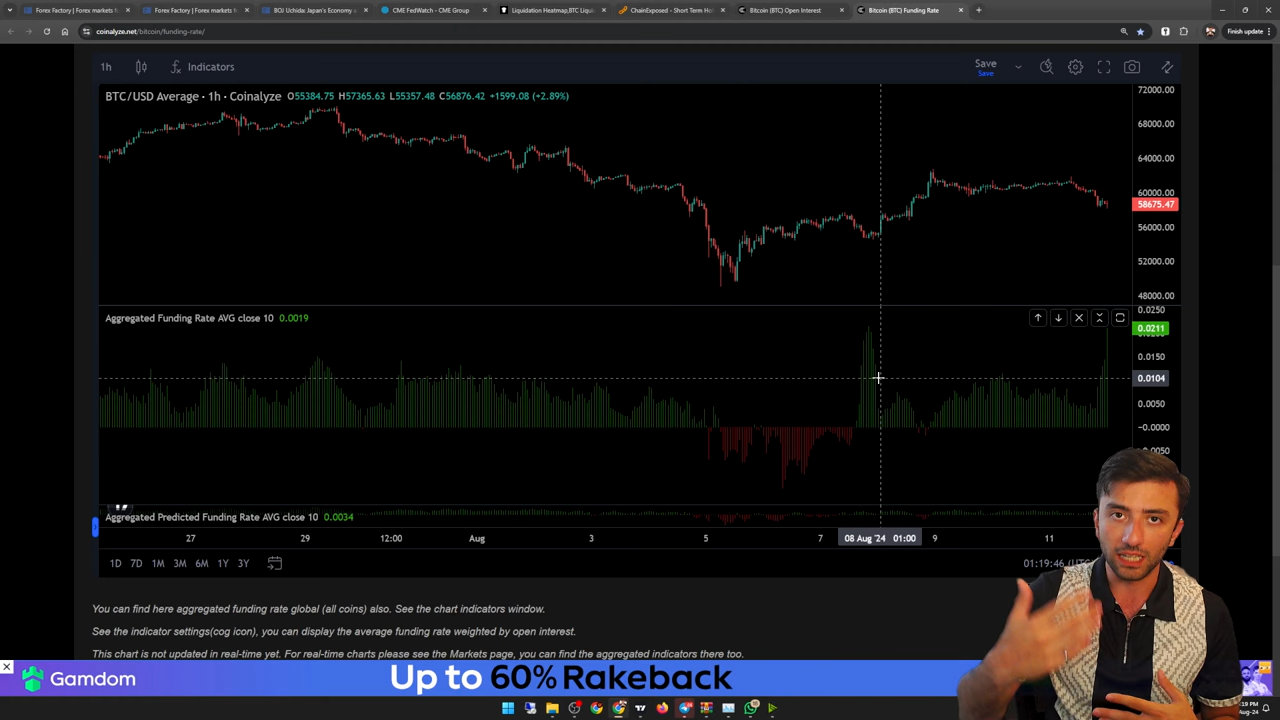 Forex Factory | Forex markets f
Forex Factory | Forex markets f
BOJ Uchida: Japan's Economy
CME FedWatch - CME Group
Liquidation Heatmap,BTC Liqui
ChainExposed - Short Term Ho
Bitcoin (BTC) Open Interest
Bitcoin (BTC) Funding Rate
coinalyze.net/bitcoin/funding-rate/
Finish update
1h
Indicators
Save
Save
BTC/USD Average · 1h · Coinalyze O55384.75 H57365.63 L55357.48 C56876.42 +1599.08 (+2.89%)
72000.00
68000.00
64000.00
60000.00
58675.47
56000.00
52000.00
48000.00
Aggregated Funding Rate AVG close 10 0.0019
0.0250
0.0211
0.0150
0.0104
0.0050
-0.0000
Aggregated Predicted Funding Rate AVG close 10 0.0034
27 29 12:00 Aug 3 5 7 08 Aug '24 01:00 9 11
1D 7D 1M 3M 6M 1Y 3Y
01:19:46
You can find here aggregated funding rate global (all coins) also. See the chart indicators window.
See the indicator settings(cog icon), you can display the average funding rate weighted by open interest.
This chart is not updated in real-time yet. For real-time charts please see the Markets page, you can find the aggregated indicators there too.
Gamdom
Up to 60% Rakeback